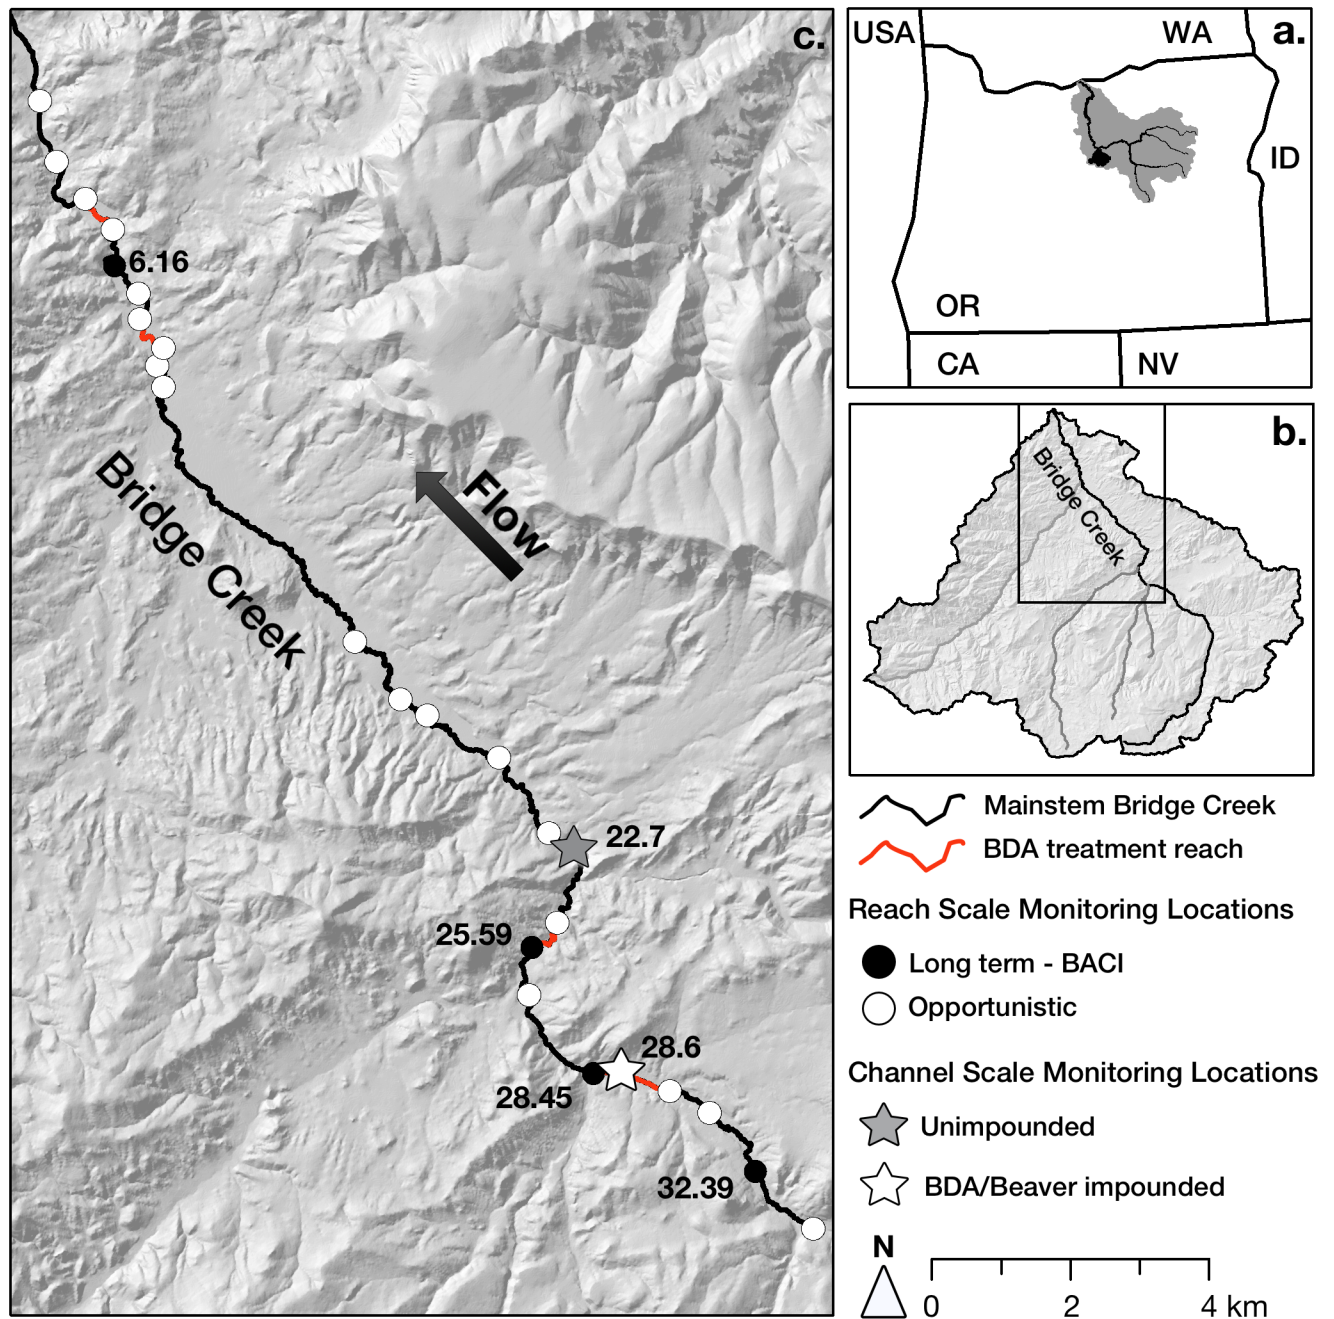 c.
6.16
Bridge Creek
Flow
22.7
25.59
28.6
28.45
32.39
USA
WA
a.
ID
OR
CA
NV
b.
Bridge Creek
Mainstem Bridge Creek
BDA treatment reach
Reach Scale Monitoring Locations
Long term - BACI
Opportunistic
Channel Scale Monitoring Locations
Unimpounded
BDA/Beaver impounded
N
0 2 4 km